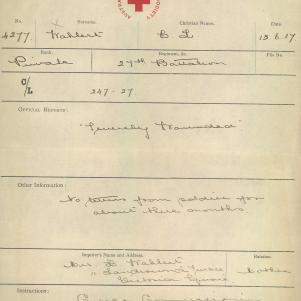 No. Surname. Christian Names. Date.
4277 Wahlert C L 13.6.17
Rank. Regiment, &c. File No.
Private 27th Battalion
O/L 247-27
OFFICIAL REPORTS:
"Severely Wounded"
Other Information:
No letters from soldier for
about three months
Inquirer's Name and Address. Relation.
Mrs. L Wahlert Mother
Square
Instructions: